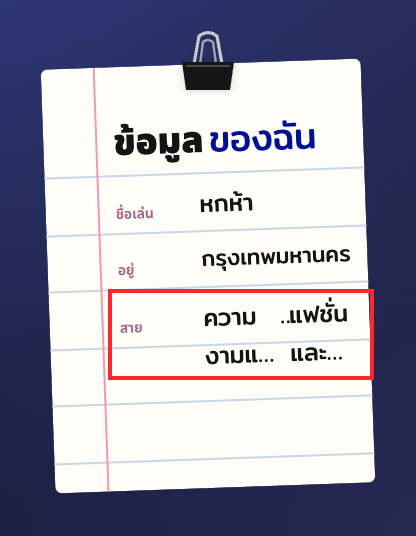 ข้อมูล ของฉัน
ชื่อเล่น หกห้า
อยู่ กรุงเทพมหานคร
สาย ความ ..แฟชั่น
งามแ... และ...